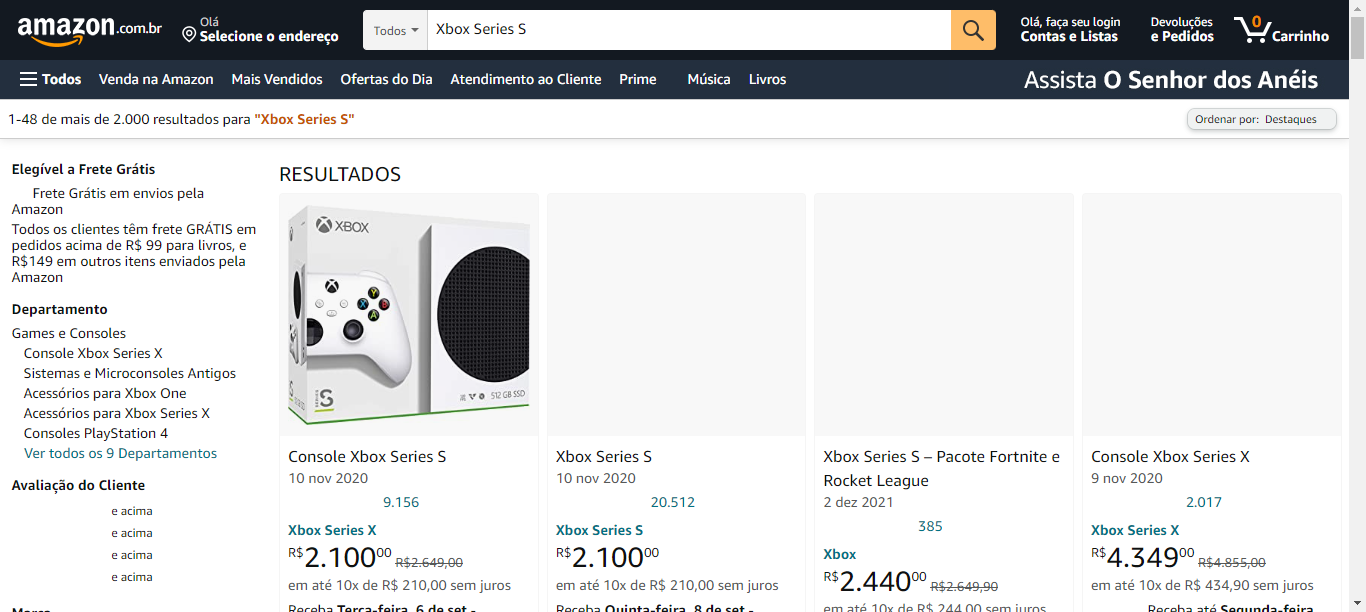 amazon.com.br
Olá
Selecione o endereço
Todos
Xbox Series S
Olá, faça seu login
Contas e Listas
Devoluções
e Pedidos
0
Carrinho
Todos Venda na Amazon Mais Vendidos Ofertas do Dia Atendimento ao Cliente Prime Música Livros
Assista O Senhor dos Anéis
1-48 de mais de 2.000 resultados para "Xbox Series S"
Ordenar por: Destaques
Elegível a Frete Grátis
Frete Grátis em envios pela
Amazon
Todos os clientes têm frete GRÁTIS em
pedidos acima de R$ 99 para livros, e
R$149 em outros itens enviados pela
Amazon
Departamento
Games e Consoles
Console Xbox Series X
Sistemas e Microconsoles Antigos
Acessórios para Xbox One
Acessórios para Xbox Series X
Consoles PlayStation 4
Ver todos os 9 Departamentos
Avaliação do Cliente
e acima
e acima
e acima
e acima
Marca
RESULTADOS
XBOX
Y
X
B
A
SERIES
S
512 GB SSD
Console Xbox Series S
10 nov 2020
9.156
Xbox Series X
R$2.10000 R$2.649,00
em até 10x de R$ 210,00 sem juros
Receba Terça-feira, 6 de set -
Xbox Series S
10 nov 2020
20.512
Xbox Series S
R$2.10000
em até 10x de R$ 210,00 sem juros
Receba Quinta-feira, 8 de set -
Xbox Series S – Pacote Fortnite e
Rocket League
2 dez 2021
385
Xbox
R$2.44000 R$2.649,90
em até 10x de R$ 244,00 sem juros
Console Xbox Series X
9 nov 2020
2.017
Xbox Series X
R$4.34900 R$4.855,00
em até 10x de R$ 434,90 sem juros
Receba até Segunda-feira,